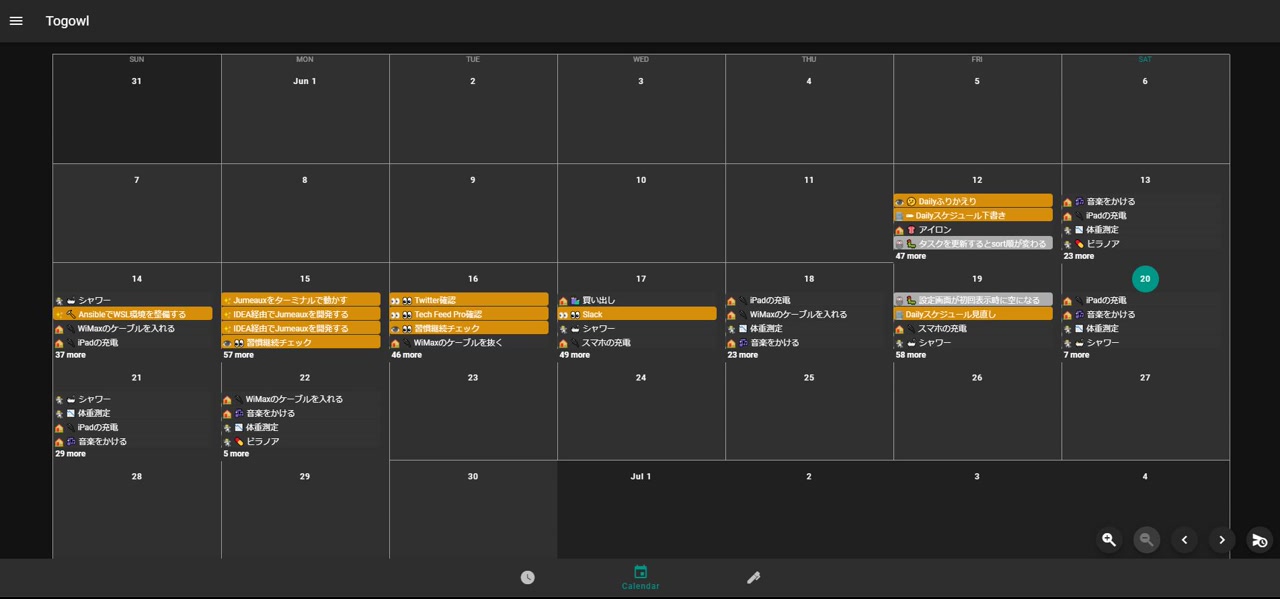 Togowl
SUN MON TUE WED THU FRI SAT
31 Jun 1 2 3 4 5 6
7 8 9 10 11 12 13
Dailyふりかえり
Dailyスケジュール下書き
アイロン
タスクを更新するとsort順が変わる
47 more
音楽をかける
iPadの充電
体重測定
ビラノア
23 more
14 15 16 17 18 19 20
シャワー
AnsibleでWSL環境を整備する
WiMaxのケーブルを入れる
iPadの充電
37 more
Jumeauxをターミナルで動かす
IDEA経由でJumeauxを開発する
IDEA経由でJumeauxを開発する
習慣継続チェック
57 more
Twitter確認
Tech Feed Pro確認
習慣継続チェック
WiMaxのケーブルを抜く
46 more
買い出し
Slack
シャワー
スマホの充電
49 more
iPadの充電
WiMaxのケーブルを入れる
体重測定
音楽をかける
23 more
設定画面が初回表示時に空になる
Dailyスケジュール見直し
スマホの充電
シャワー
58 more
iPadの充電
音楽をかける
体重測定
シャワー
7 more
21 22 23 24 25 26 27
シャワー
体重測定
iPadの充電
音楽をかける
29 more
WiMaxのケーブルを入れる
音楽をかける
体重測定
ビラノア
5 more
28 29 30 Jul 1 2 3 4
Calendar